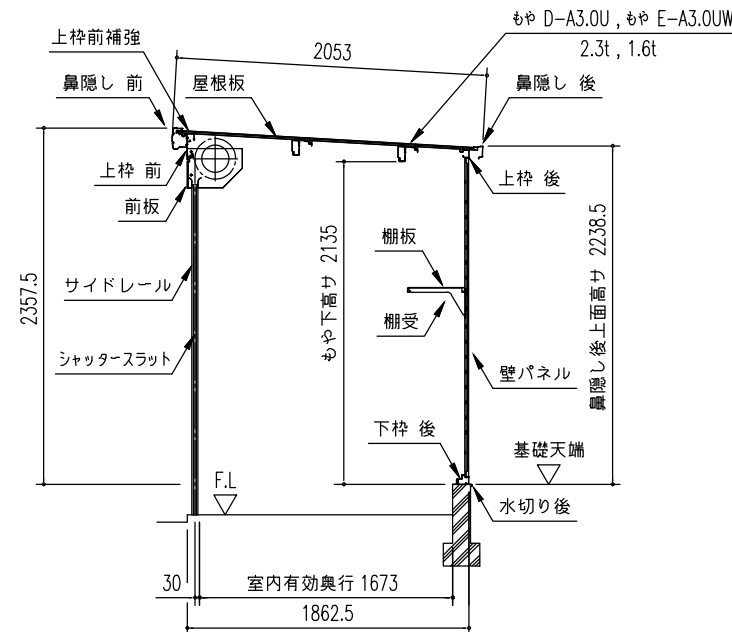 もや D-A3.0U , もや E-A3.0UW
2.3t , 1.6t
上枠前補強
2053
鼻隠し 前
屋根板
鼻隠し 後
上枠 前
上枠 後
前板
2357.5
サイドレール
シャッタースラット
もや下高サ 2135
棚板
棚受
壁パネル
鼻隠し後上面高サ 2238.5
下枠 後
基礎天端
F.L
水切り後
30
室内有効奥行 1673
1862.5